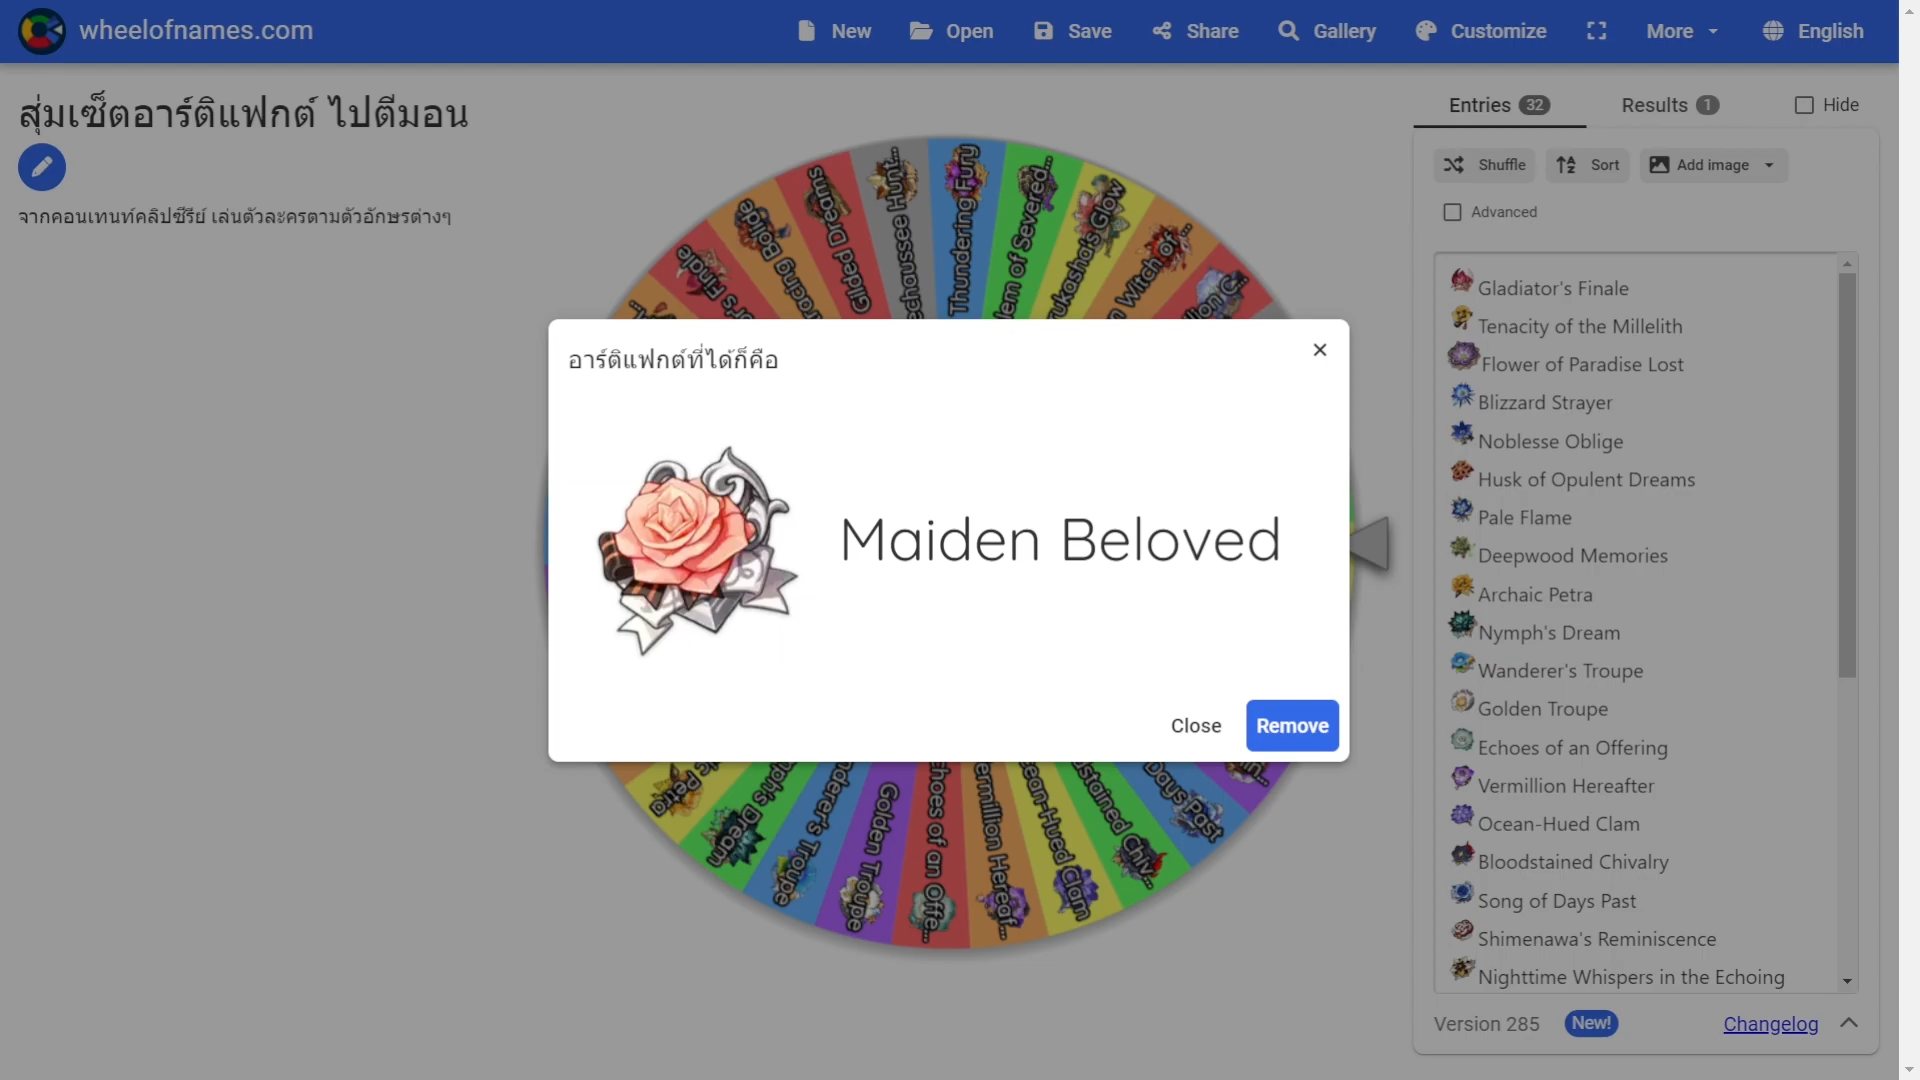 wheelofnames.com
New
Open
Save
Share
Gallery
Customize
More
English
สุ่มเซ็ตอาร์ติแฟกต์ ไปตีมอน
จากคอนเทนท์คลิปซีรีย์ เล่นตัวละครตามตัวอักษรต่างๆ
Entries 32
Results 1
Hide
Shuffle
Sort
Add image
Advanced
Gladiator's Finale
Tenacity of the Millelith
Flower of Paradise Lost
Blizzard Strayer
Noblesse Oblige
Husk of Opulent Dreams
Pale Flame
Deepwood Memories
Archaic Petra
Nymph's Dream
Wanderer's Troupe
Golden Troupe
Echoes of an Offering
Vermillion Hereafter
Ocean-Hued Clam
Bloodstained Chivalry
Song of Days Past
Shimenawa's Reminiscence
Nighttime Whispers in the Echoing
Version 285
New!
Changelog
อาร์ติแฟกต์ที่ได้ก็คือ
Maiden Beloved
Close
Remove
Gilded Dreams
Thundering Fury
Golden Troupe